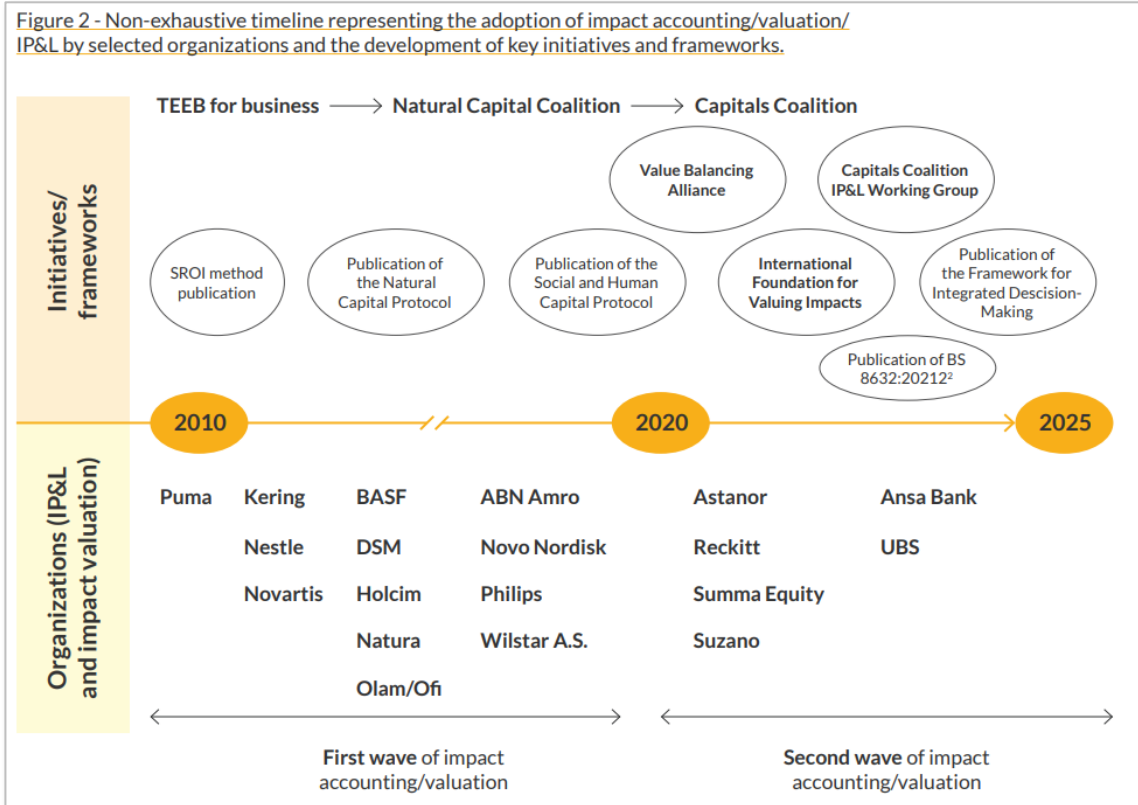 Figure 2 - Non-exhaustive timeline representing the adoption of impact accounting/valuation/
IP&L by selected organizations and the development of key initiatives and frameworks.
Initiatives/
frameworks
TEEB for business → Natural Capital Coalition → Capitals Coalition
Value Balancing
Alliance
Capitals Coalition
IP&L Working Group
SROI method
publication
Publication of
the Natural
Capital Protocol
Publication of the
Social and Human
Capital Protocol
International
Foundation for
Valuing Impacts
Publication of
the Framework for
Integrated Descision-
Making
Publication of BS
8632:20212²
2010
2020
2025
Organizations (IP&L
and impact valuation)
Puma
Kering
Nestle
Novartis
BASF
DSM
Holcim
Natura
Olam/Ofi
ABN Amro
Novo Nordisk
Philips
Wilstar A.S.
Astanor
Reckitt
Summa Equity
Suzano
Ansa Bank
UBS
First wave of impact
accounting/valuation
Second wave of impact
accounting/valuation